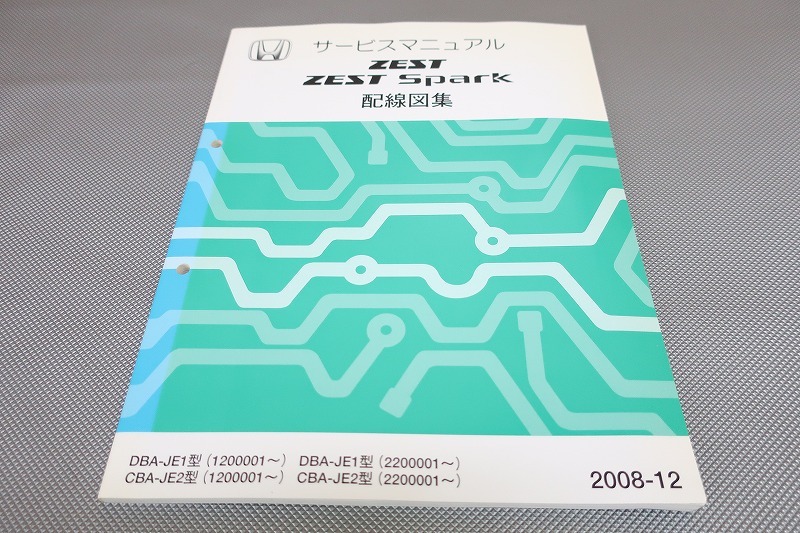 サービスマニュアル
ZEST
ZEST Spark
配線図集
DBA-JE1型 (1200001～) DBA-JE1型 (2200001～)
CBA-JE2型 (1200001～) CBA-JE2型 (2200001～)
2008-12